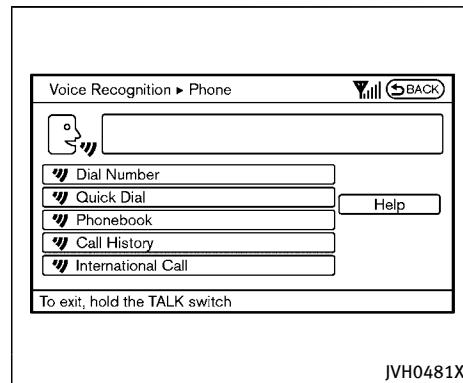 Voice Recognition ▸ Phone BACK
Dial Number
Quick Dial
Help
Phonebook
Call History
International Call
To exit, hold the TALK switch
JVH0481X